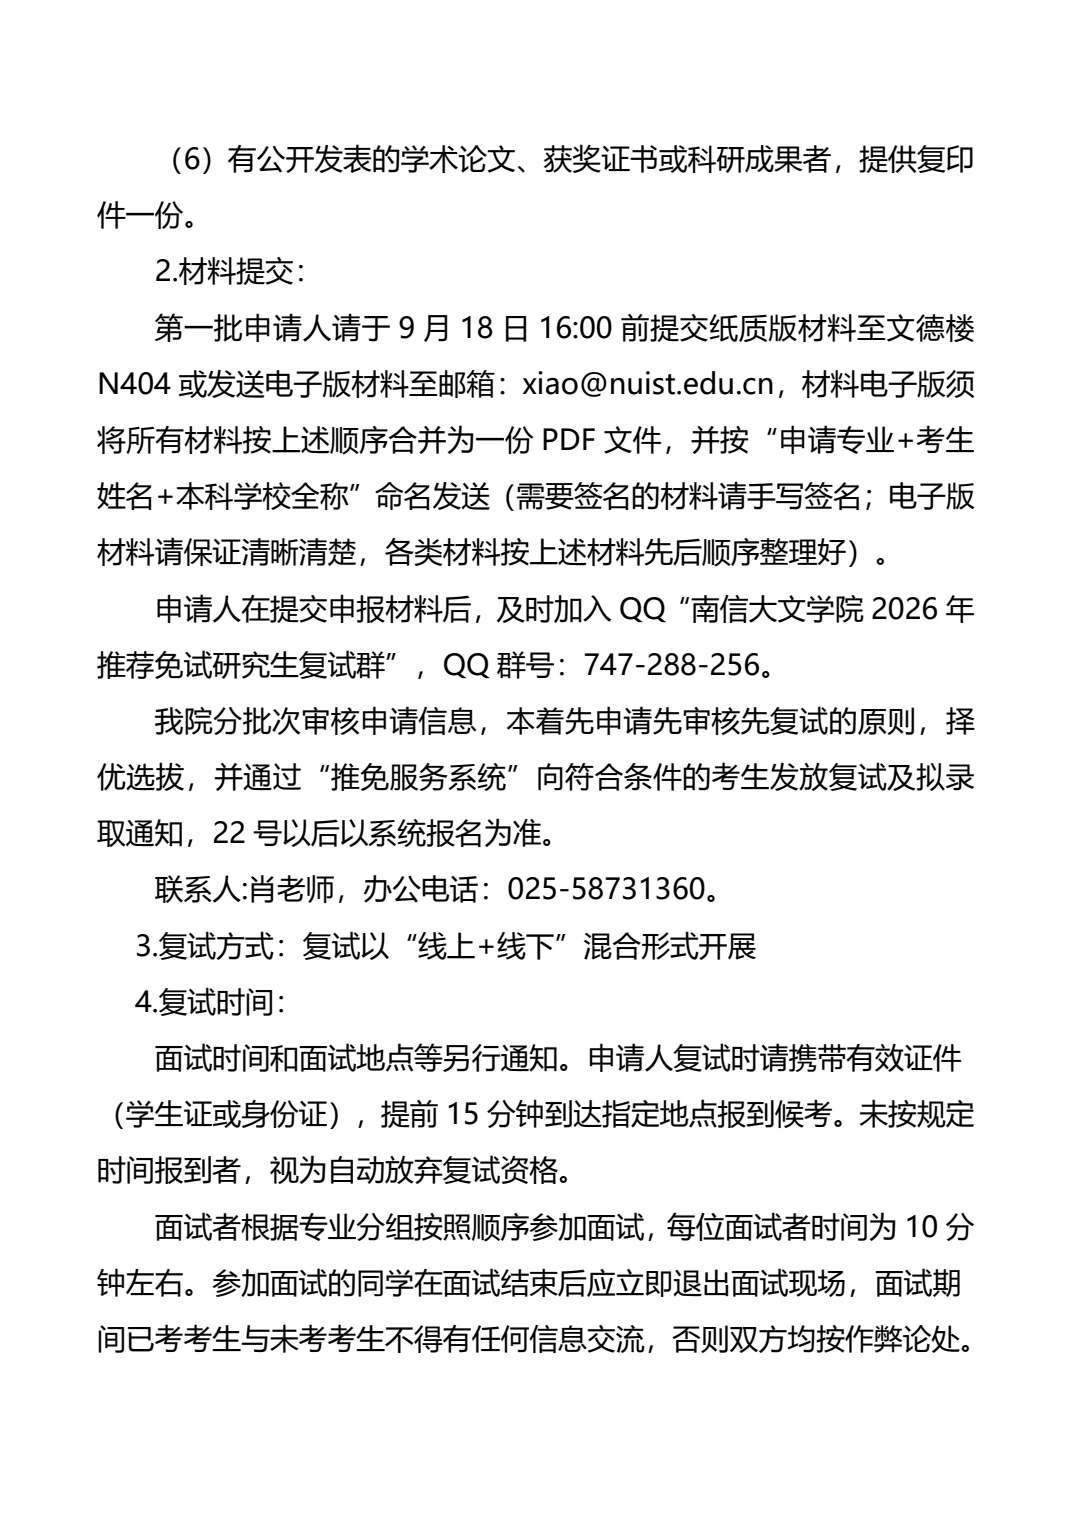 （6）有公开发表的学术论文、获奖证书或科研成果者，提供复印
件一份。
2.材料提交：
第一批申请人请于 9 月 18 日 16:00 前提交纸质版材料至文德楼
N404 或发送电子版材料至邮箱：xiao@nuist.edu.cn，材料电子版须
将所有材料按上述顺序合并为一份 PDF 文件，并按“申请专业+考生
姓名+本科学校全称”命名发送（需要签名的材料请手写签名；电子版
材料请保证清晰清楚，各类材料按上述材料先后顺序整理好）。
申请人在提交申报材料后，及时加入 QQ“南信大文学院 2026 年
推荐免试研究生复试群”，QQ 群号：747-288-256。
我院分批次审核申请信息，本着先申请先审核先复试的原则，择
优选拔，并通过“推免服务系统”向符合条件的考生发放复试及拟录
取通知，22 号以后以系统报名为准。
联系人:肖老师，办公电话：025-58731360。
3.复试方式：复试以“线上+线下”混合形式开展
4.复试时间：
面试时间和面试地点等另行通知。申请人复试时请携带有效证件
（学生证或身份证），提前 15 分钟到达指定地点报到候考。未按规定
时间报到者，视为自动放弃复试资格。
面试者根据专业分组按照顺序参加面试，每位面试者时间为 10 分
钟左右。参加面试的同学在面试结束后应立即退出面试现场，面试期
间已考考生与未考考生不得有任何信息交流，否则双方均按作弊论处。